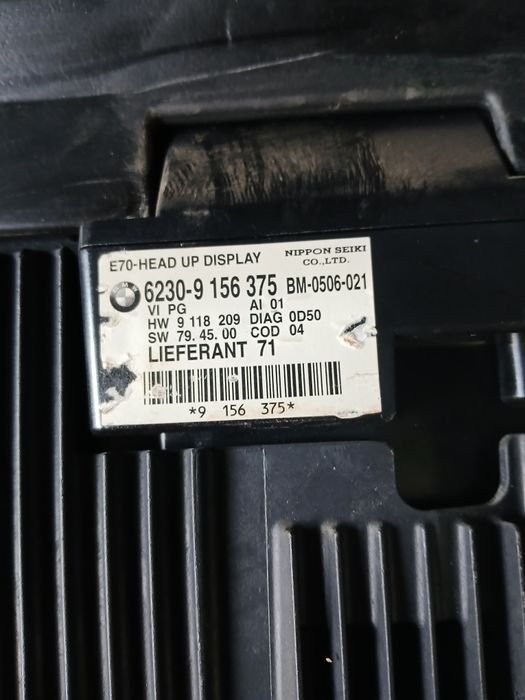 E70-HEAD UP DISPLAY
NIPPON SEIKI
CO.,LTD.
6230-9 156 375 BM-0506-021
VI PG AI 01
HW 9 118 209 DIAG 0D50
SW 79.45.00 COD 04
LIEFERANT 71
*9 156 375*